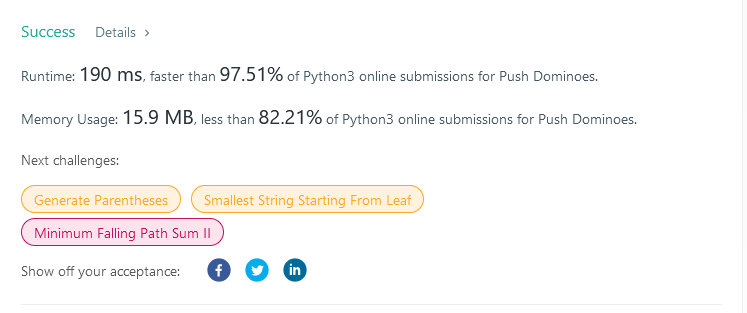 Success Details >
Runtime: 190 ms, faster than 97.51% of Python3 online submissions for Push Dominoes.
Memory Usage: 15.9 MB, less than 82.21% of Python3 online submissions for Push Dominoes.
Next challenges:
Generate Parentheses Smallest String Starting From Leaf
Minimum Falling Path Sum II
Show off your acceptance: f in